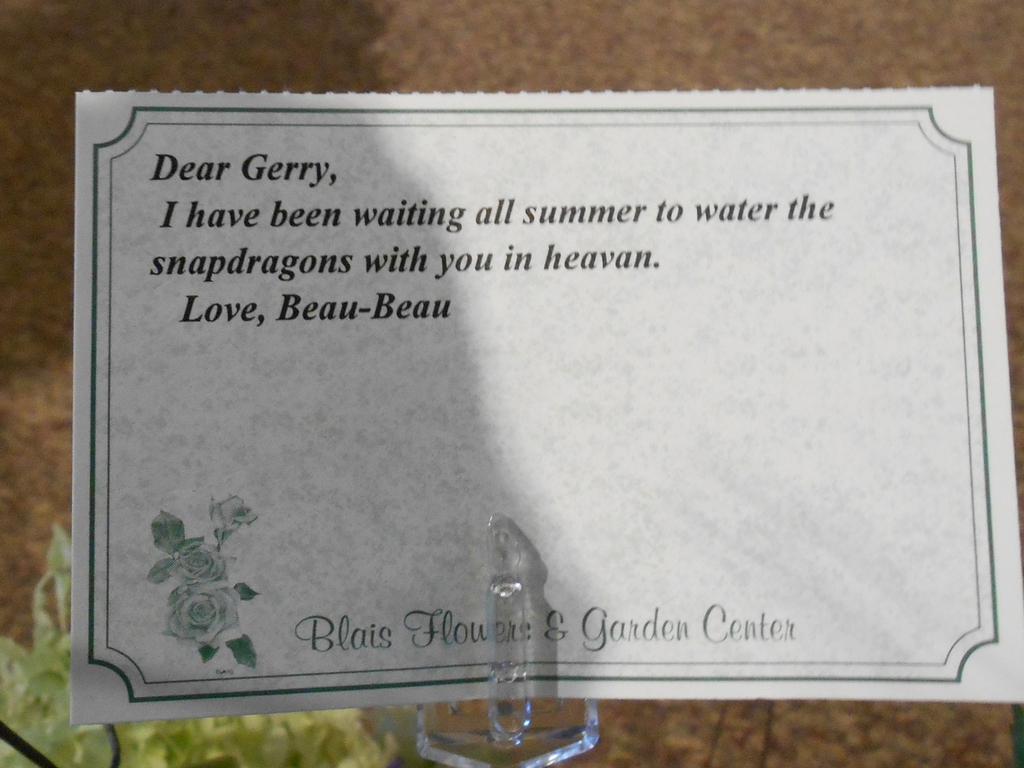 Dear Gerry,
I have been waiting all summer to water the
snapdragons with you in heavan.
Love, Beau-Beau
Blais Flowers & Garden Center